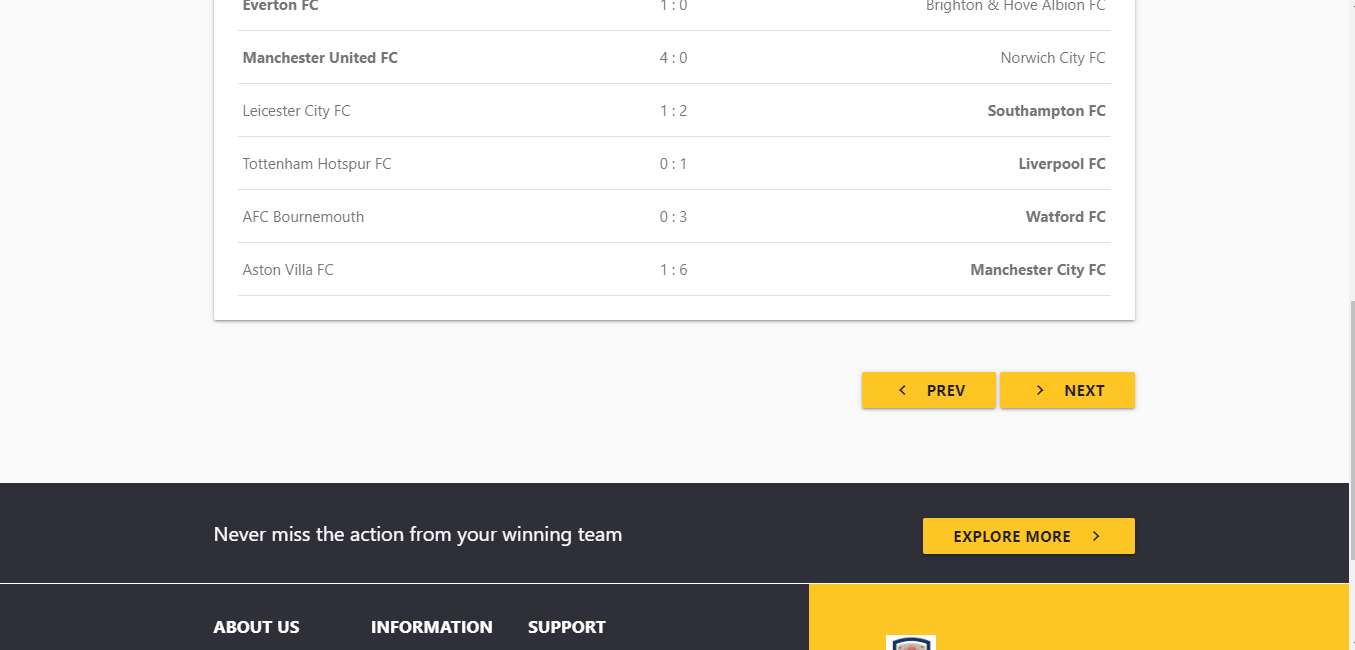 Everton FC 1 : 0 Brighton & Hove Albion FC
Manchester United FC 4 : 0 Norwich City FC
Leicester City FC 1 : 2 Southampton FC
Tottenham Hotspur FC 0 : 1 Liverpool FC
AFC Bournemouth 0 : 3 Watford FC
Aston Villa FC 1 : 6 Manchester City FC
PREV NEXT
Never miss the action from your winning team EXPLORE MORE
ABOUT US INFORMATION SUPPORT